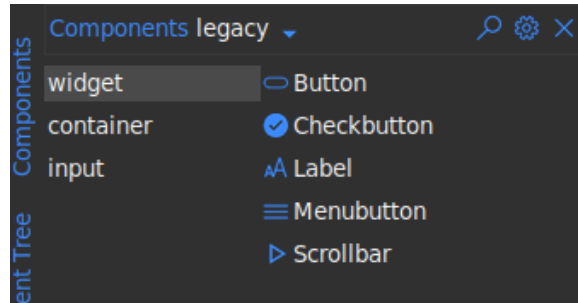 Components legacy
widget
container
input
Button
Checkbutton
Label
Menubutton
Scrollbar
Components
ent Tree